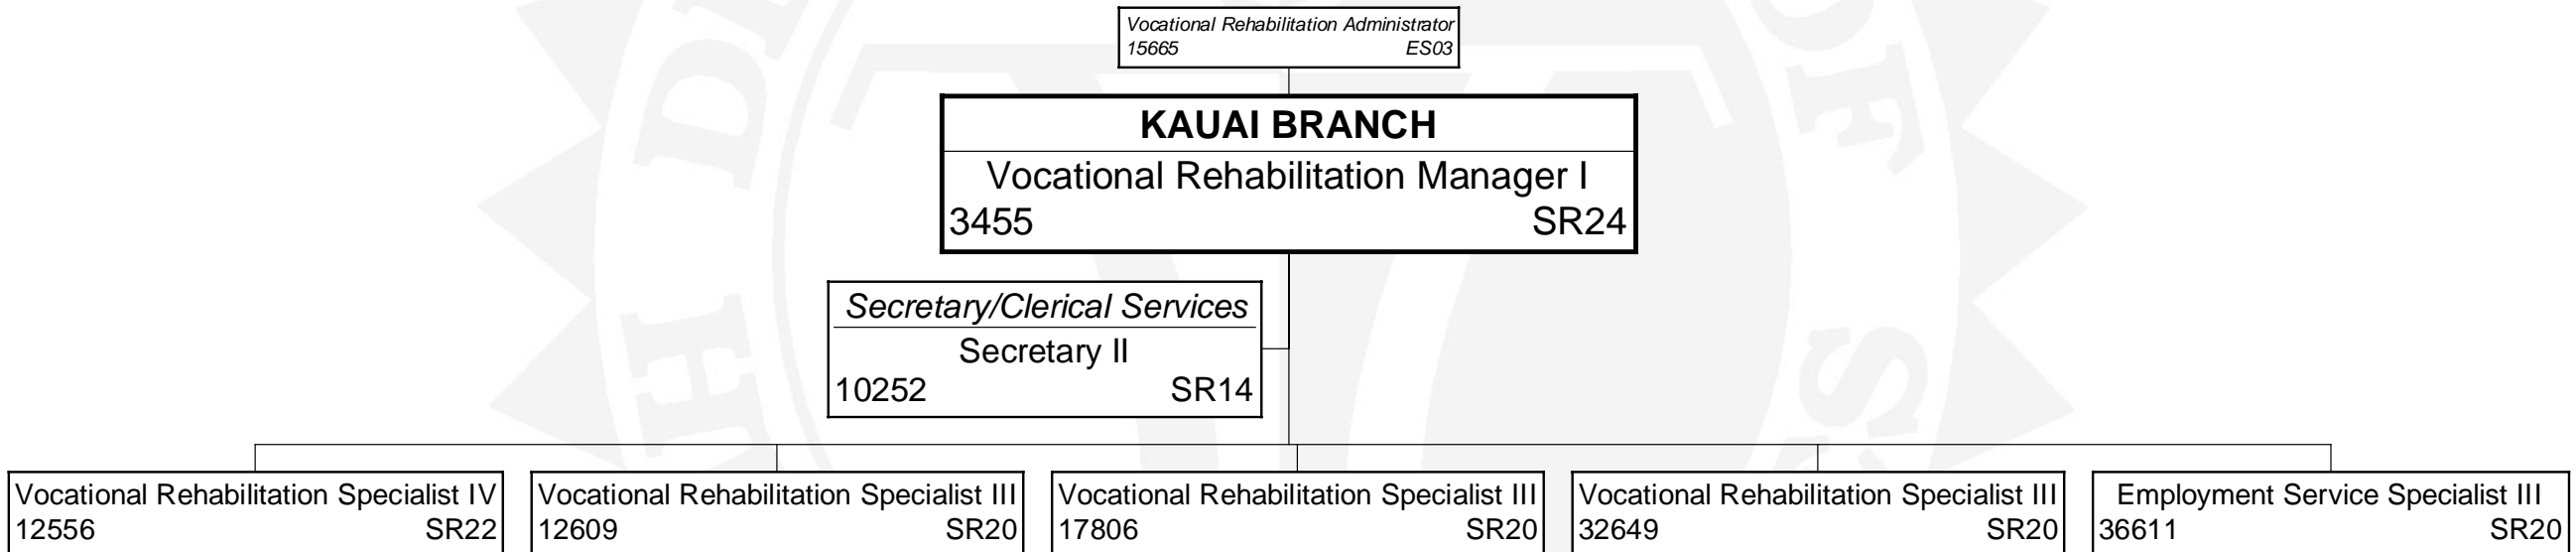 Vocational Rehabilitation Administrator
15665 ES03
KAUAI BRANCH
Vocational Rehabilitation Manager I
3455 SR24
Secretary/Clerical Services
Secretary II
10252 SR14
Vocational Rehabilitation Specialist IV
12556 SR22
Vocational Rehabilitation Specialist III
12609 SR20
Vocational Rehabilitation Specialist III
17806 SR20
Vocational Rehabilitation Specialist III
32649 SR20
Employment Service Specialist III
36611 SR20